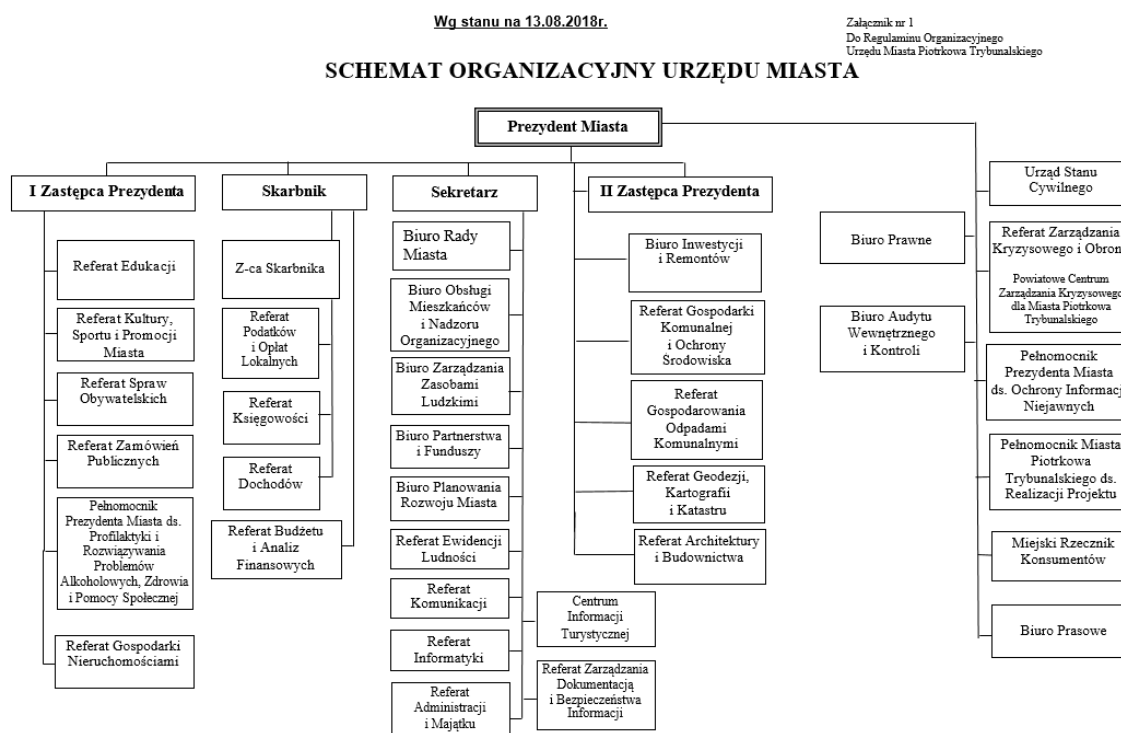 Wg stanu na 13.08.2018r.
Załącznik nr 1
Do Regulaminu Organizacyjnego
Urzędu Miasta Piotrkowa Trybunalskiego
SCHEMAT ORGANIZACYJNY URZĘDU MIASTA
Prezydent Miasta
I Zastępca Prezydenta
Referat Edukacji
Referat Kultury,
Sportu i Promocji
Miasta
Referat Spraw
Obywatelskich
Referat Zamówień
Publicznych
Pełnomocnik
Prezydenta Miasta ds.
Profilaktyki i
Rozwiązywania
Problemów
Alkoholowych, Zdrowia
i Pomocy Społecznej
Referat Gospodarki
Nieruchomościami
Skarbnik
Z-ca Skarbnika
Referat
Podatków
i Opłat
Lokalnych
Referat
Księgowości
Referat
Dochodów
Referat Budżetu
i Analiz
Finansowych
Sekretarz
Biuro Rady
Miasta
Biuro Obsługi
Mieszkańców
i Nadzoru
Organizacyjnego
Biuro Zarządzania
Zasobami
Ludzkimi
Biuro Partnerstwa
i Funduszy
Biuro Planowania
Rozwoju Miasta
Referat Ewidencji
Ludności
Referat
Komunikacji
Referat
Informatyki
Referat
Administracji
i Majątku
Centrum
Informacji
Turystycznej
Referat Zarządzania
Dokumentacją
i Bezpieczeństwa
Informacji
II Zastępca Prezydenta
Biuro Inwestycji
i Remontów
Referat Gospodarki
Komunalnej
i Ochrony
Środowiska
Referat
Gospodarowania
Odpadami
Komunalnymi
Referat Geodezji,
Kartografii
i Katastru
Referat Architektury
i Budownictwa
Biuro Prawne
Biuro Audytu
Wewnętrznego
i Kontroli
Urząd Stanu
Cywilnego
Referat Zarządzania
Kryzysowego i Obron
Powiatowe Centrum
Zarządzania Kryzysowego
dla Miasta Piotrkowa
Trybunalskiego
Pełnomocnik
Prezydenta Miasta
ds. Ochrony Informacj
Niejawnych
Pełnomocnik Miasta
Piotrkowa
Trybunalskiego ds.
Realizacji Projektu
Miejski Rzecznik
Konsumentów
Biuro Prasowe